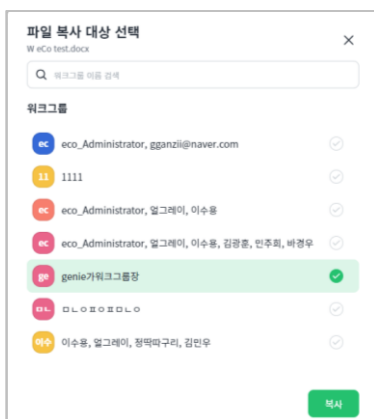 파일 복사 대상 선택
W eCo test.docx
워크그룹 이름 검색
워크그룹
ec eco_Administrator, gganzii@naver.com
11 1111
ec eco_Administrator, 얼그레이, 이수용
ec eco_Administrator, 얼그레이, 이수용, 김광훈, 민주희, 바경우
ge genie가워크그룹장
ㅁㄴ ㅁㄴㅇㅍㅇㅍㅁㄴㅇ
이수 이수용, 얼그레이, 정딱따구리, 김민우
복사